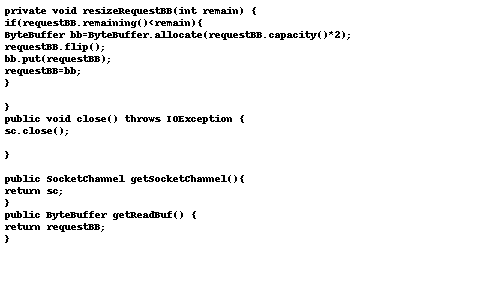 private void resizeRequestBB(int remain) {
if(requestBB.remaining()<remain){
ByteBuffer bb=ByteBuffer.allocate(requestBB.capacity()*2);
requestBB.flip();
bb.put(requestBB);
requestBB=bb;
}
}
public void close() throws IOException {
sc.close();
}
public SocketChannel getSocketChannel(){
return sc;
}
public ByteBuffer getReadBuf() {
return requestBB;
}